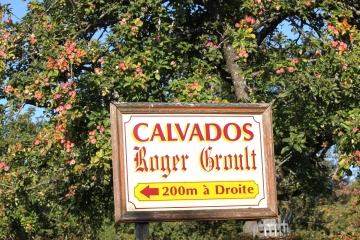 CALVADOS
Roger Groult
200m à Droite